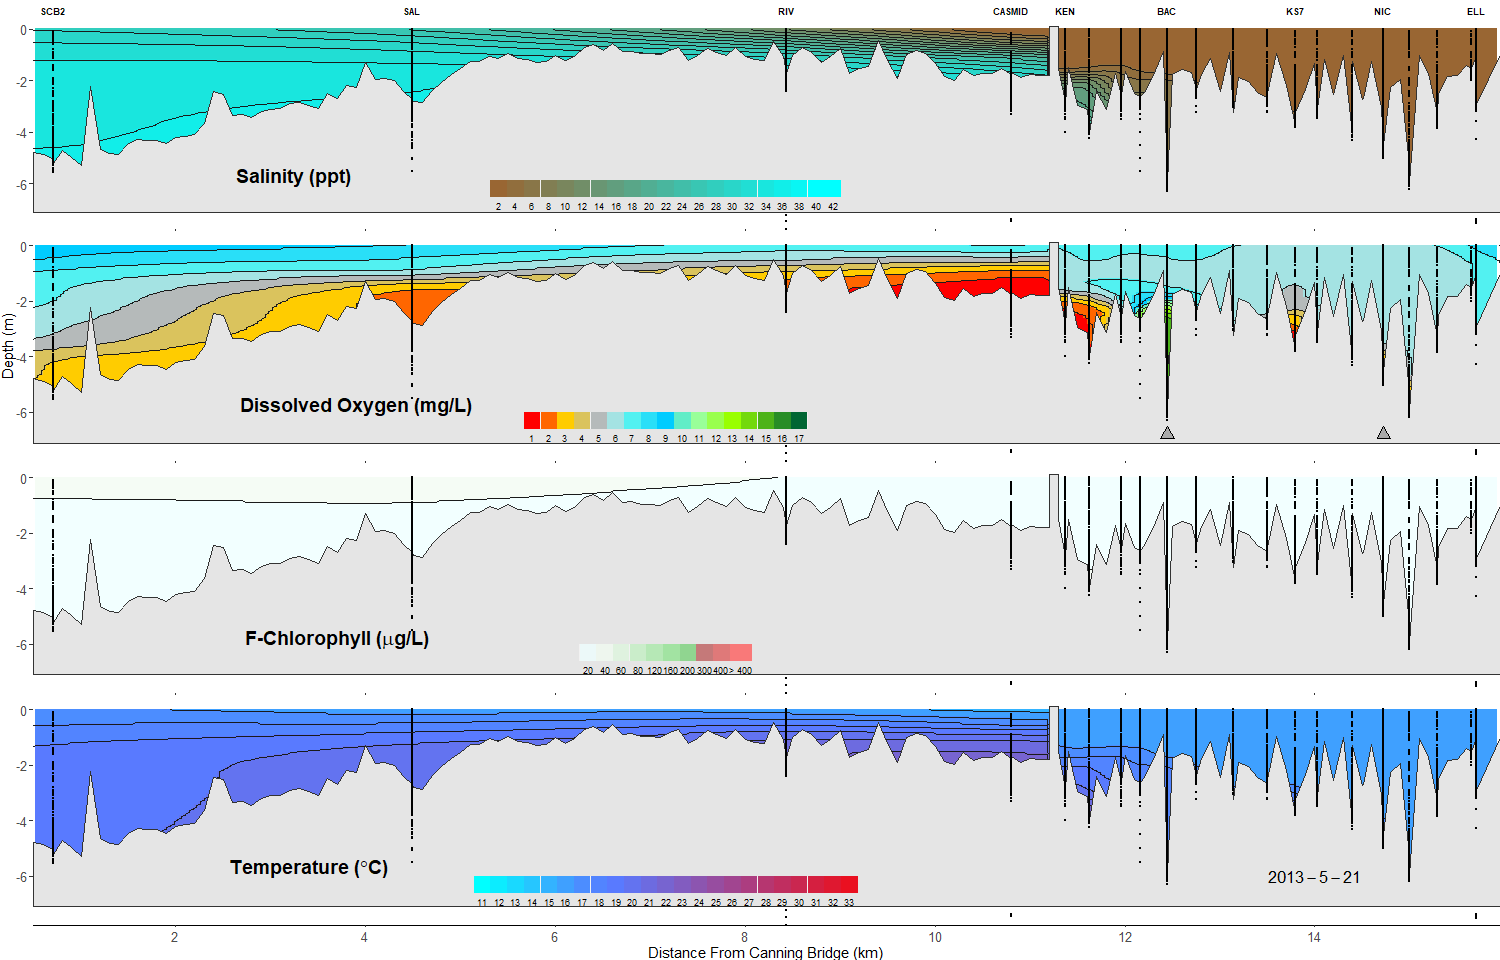 SCB2 SAL RIV CASMID KEN BAC KS7 NIC ELL
0
-2
-4
-6
Salinity (ppt)
2 4 6 8 10 12 14 16 18 20 22 24 26 28 30 32 34 36 38 40 42
0
-2
-4
-6
Depth (m)
Dissolved Oxygen (mg/L)
1 2 3 4 5 6 7 8 9 10 11 12 13 14 15 16 17
0
-2
-4
-6
F-Chlorophyll (μg/L)
20 40 60 80 120 160 200 300 400 > 400
0
-2
-4
-6
Temperature (°C)
2013 – 5 – 21
11 12 13 14 15 16 17 18 19 20 21 22 23 24 25 26 27 28 29 30 31 32 33
2 4 6 8 10 12 14
Distance From Canning Bridge (km)